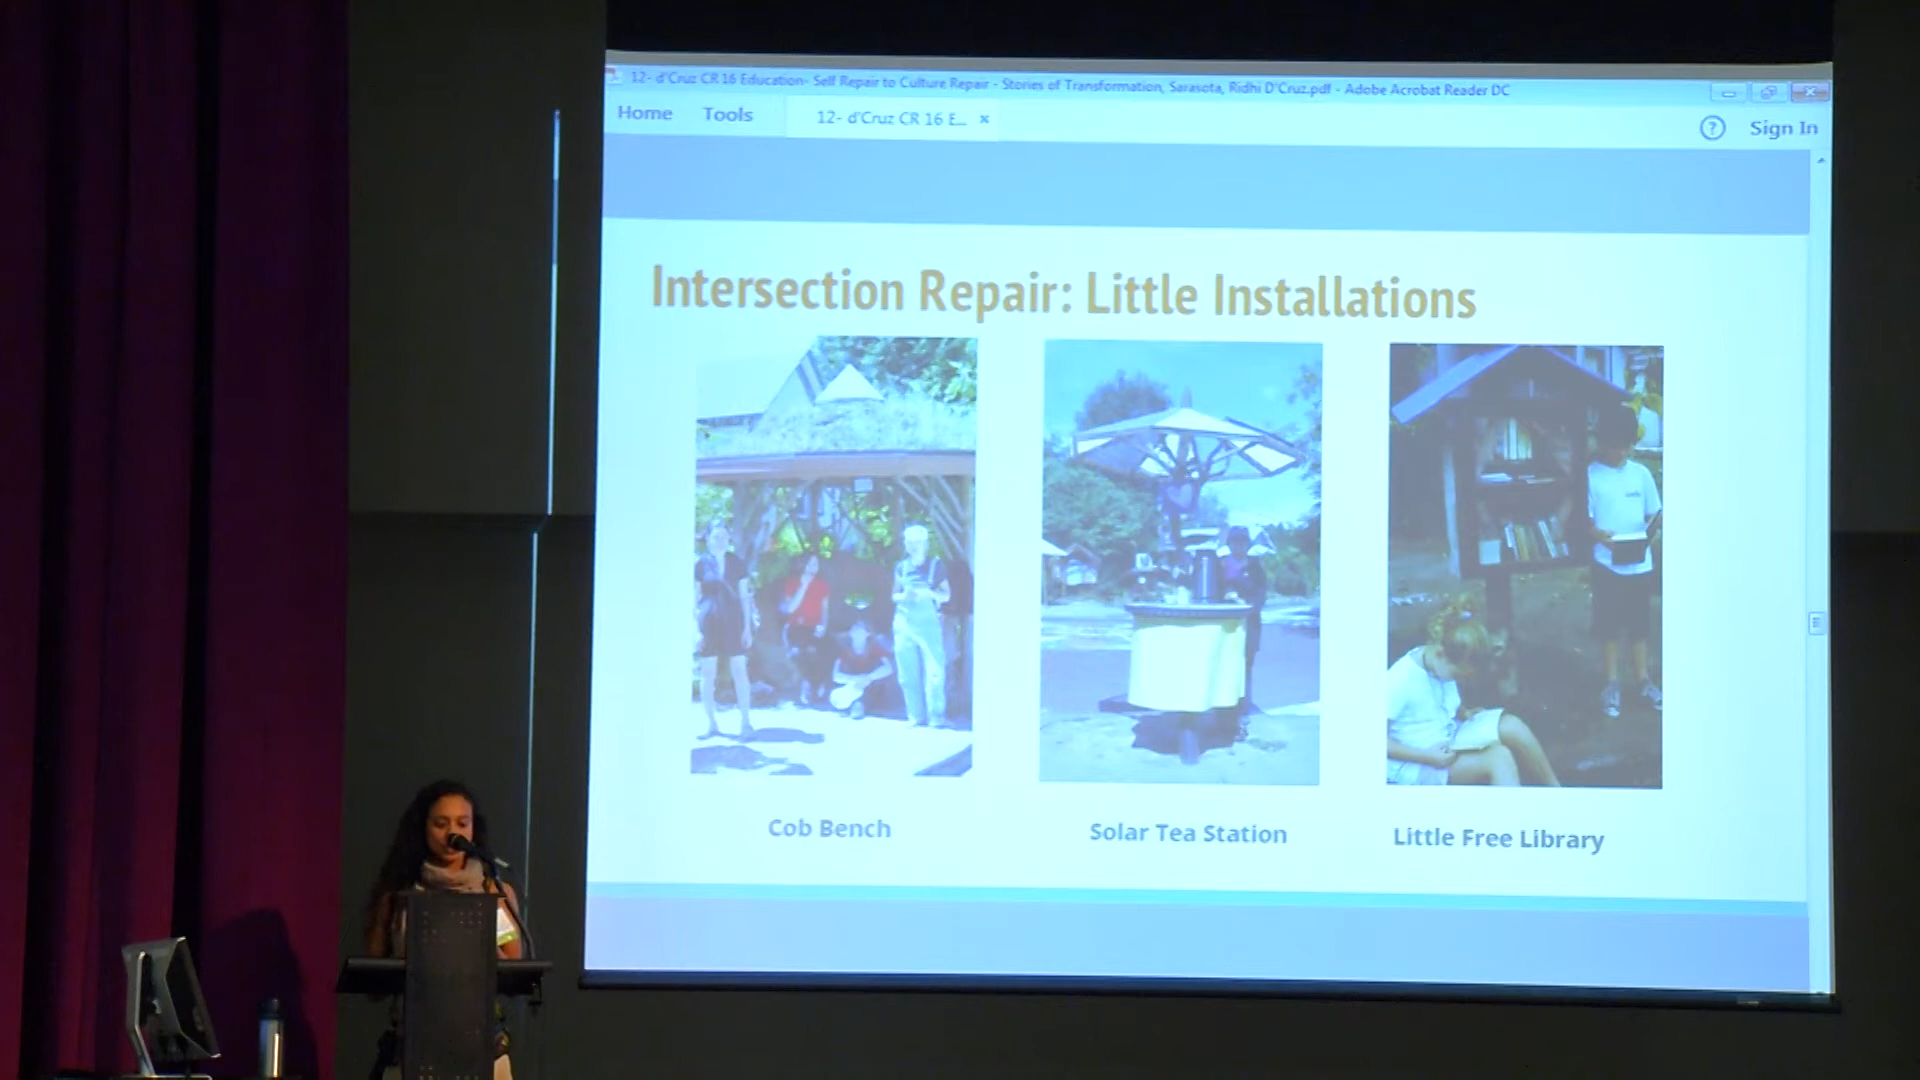 12- d'Cruz CR 16 Education- Self Repair to Culture Repair - Stories of Transformation, Sarasota, Ridhi D'Cruz.pdf - Adobe Acrobat Reader DC
Home Tools 12- d'Cruz CR 16 E... × ? Sign In
Intersection Repair: Little Installations
Cob Bench
Solar Tea Station
Little Free Library